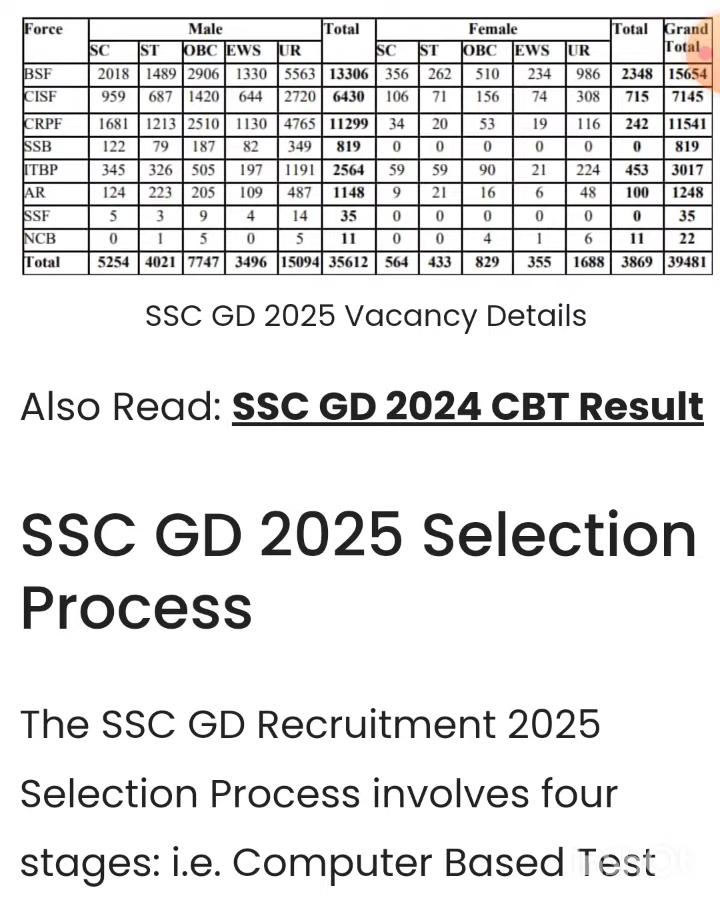 Force Male Total Female Total Grand Total
SC ST OBC EWS UR SC ST OBC EWS UR
BSF 2018 1489 2906 1330 5563 13306 356 262 510 234 986 2348 15654
CISF 959 687 1420 644 2720 6430 106 71 156 74 308 715 7145
CRPF 1681 1213 2510 1130 4765 11299 34 20 53 19 116 242 11541
SSB 122 79 187 82 349 819 0 0 0 0 0 0 819
ITBP 345 326 505 197 1191 2564 59 59 90 21 224 453 3017
AR 124 223 205 109 487 1148 9 21 16 6 48 100 1248
SSF 5 3 9 4 14 35 0 0 0 0 0 0 35
NCB 0 1 5 0 5 11 0 0 4 1 6 11 22
Total 5254 4021 7747 3496 15094 35612 564 433 829 355 1688 3869 39481
SSC GD 2025 Vacancy Details
Also Read: SSC GD 2024 CBT Result
SSC GD 2025 Selection
Process
The SSC GD Recruitment 2025
Selection Process involves four
stages: i.e. Computer Based Test